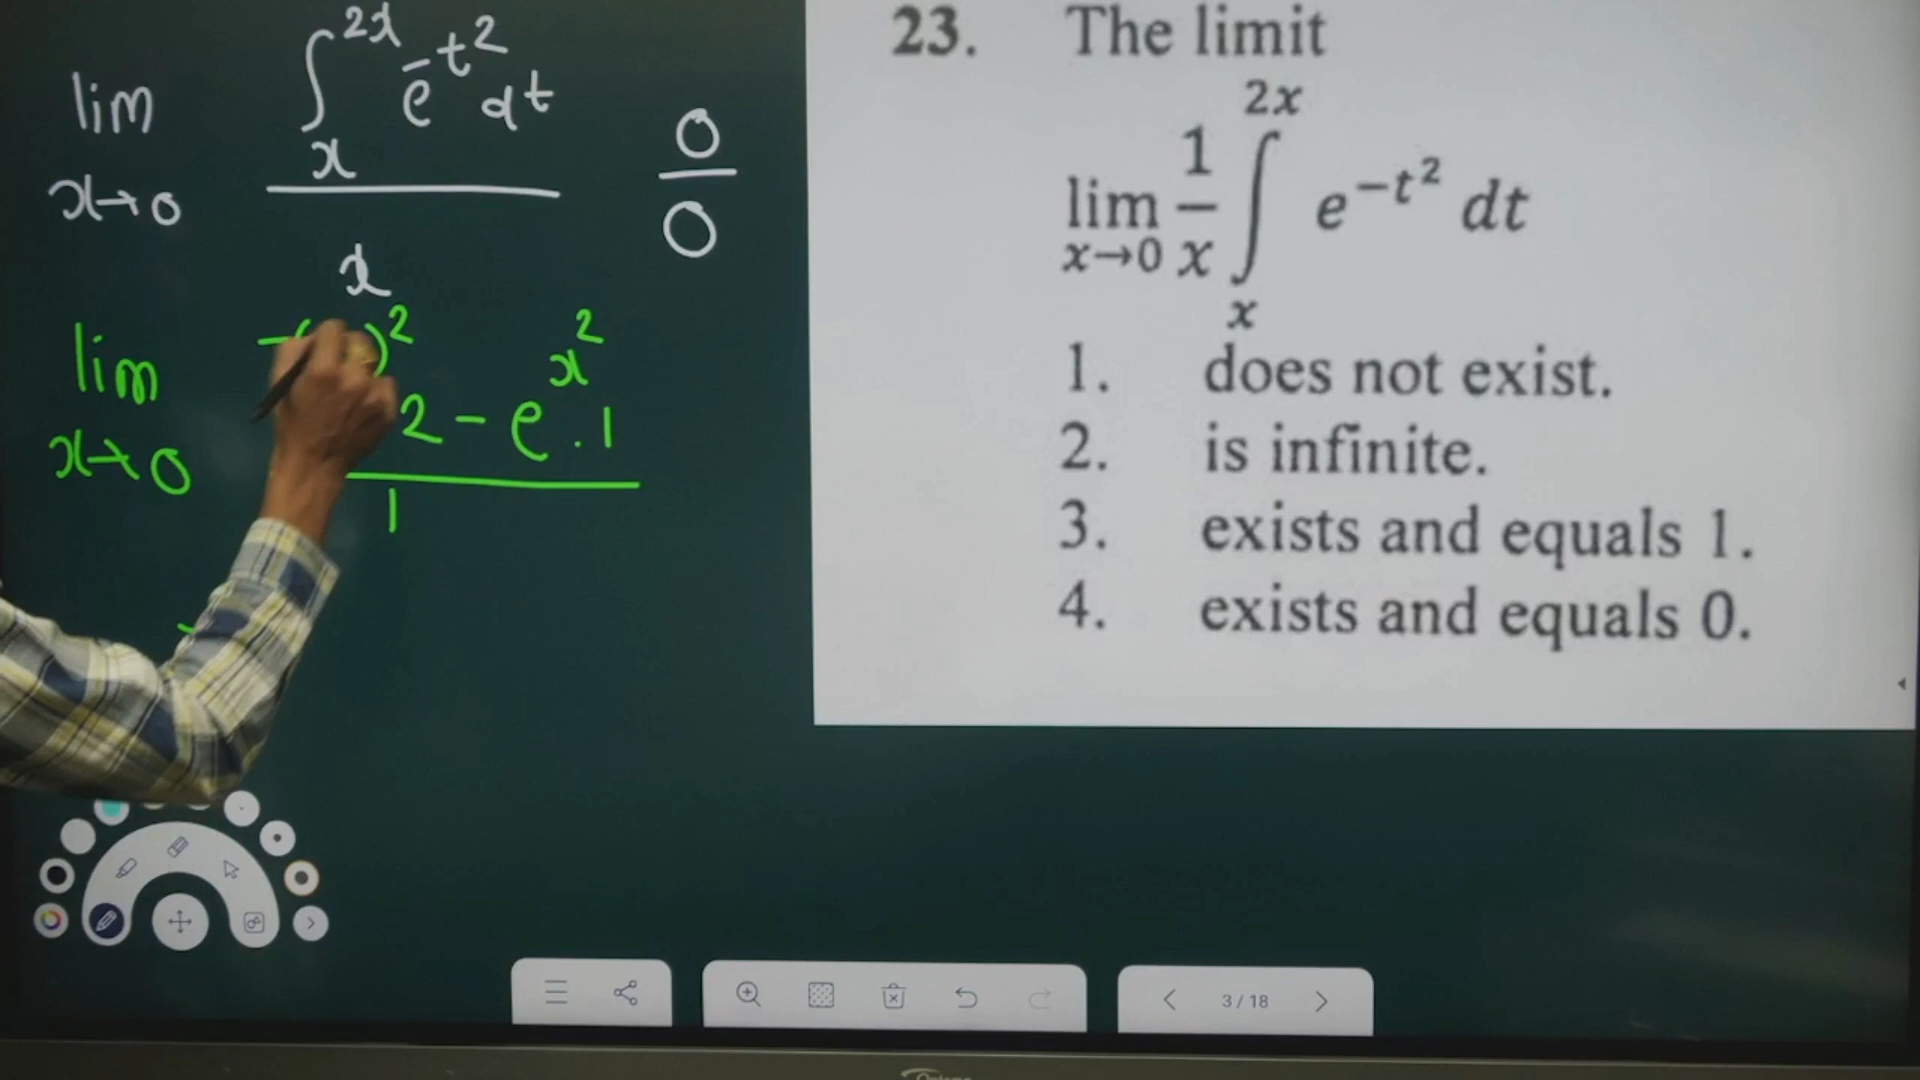 lim x→0 ∫ x 2x e^-t² dt / x 0/0
lim x→0 -( )² 2 - e^x² . 1 / 1
23. The limit
lim x→0 1/x ∫ x 2x e^-t² dt
1. does not exist.
2. is infinite.
3. exists and equals 1.
4. exists and equals 0.
3 / 18